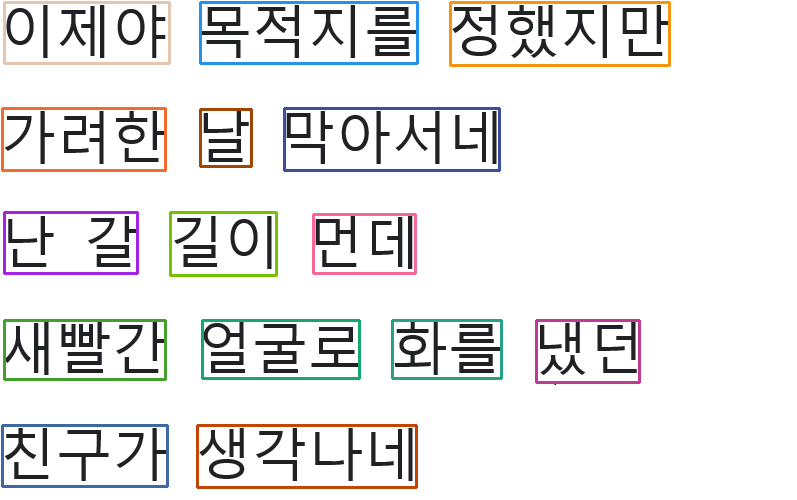 이제야 목적지를 정했지만
가려한 날 막아서네
난 갈 길이 먼데
새빨간 얼굴로 화를 냈던
친구가 생각나네